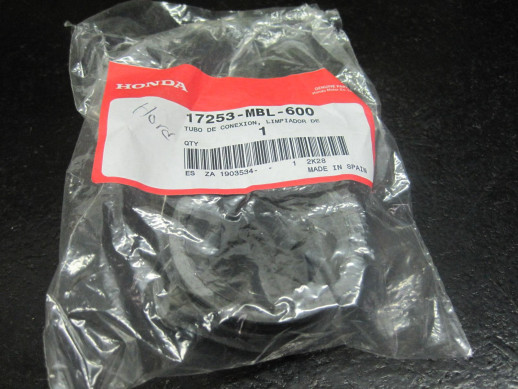 HONDA
17253-MBL-600
TUBO DE CONEXION, LIMPIADOR DE
QTY 1
ES ZA 1903534- - 1 2K28
MADE IN SPAIN